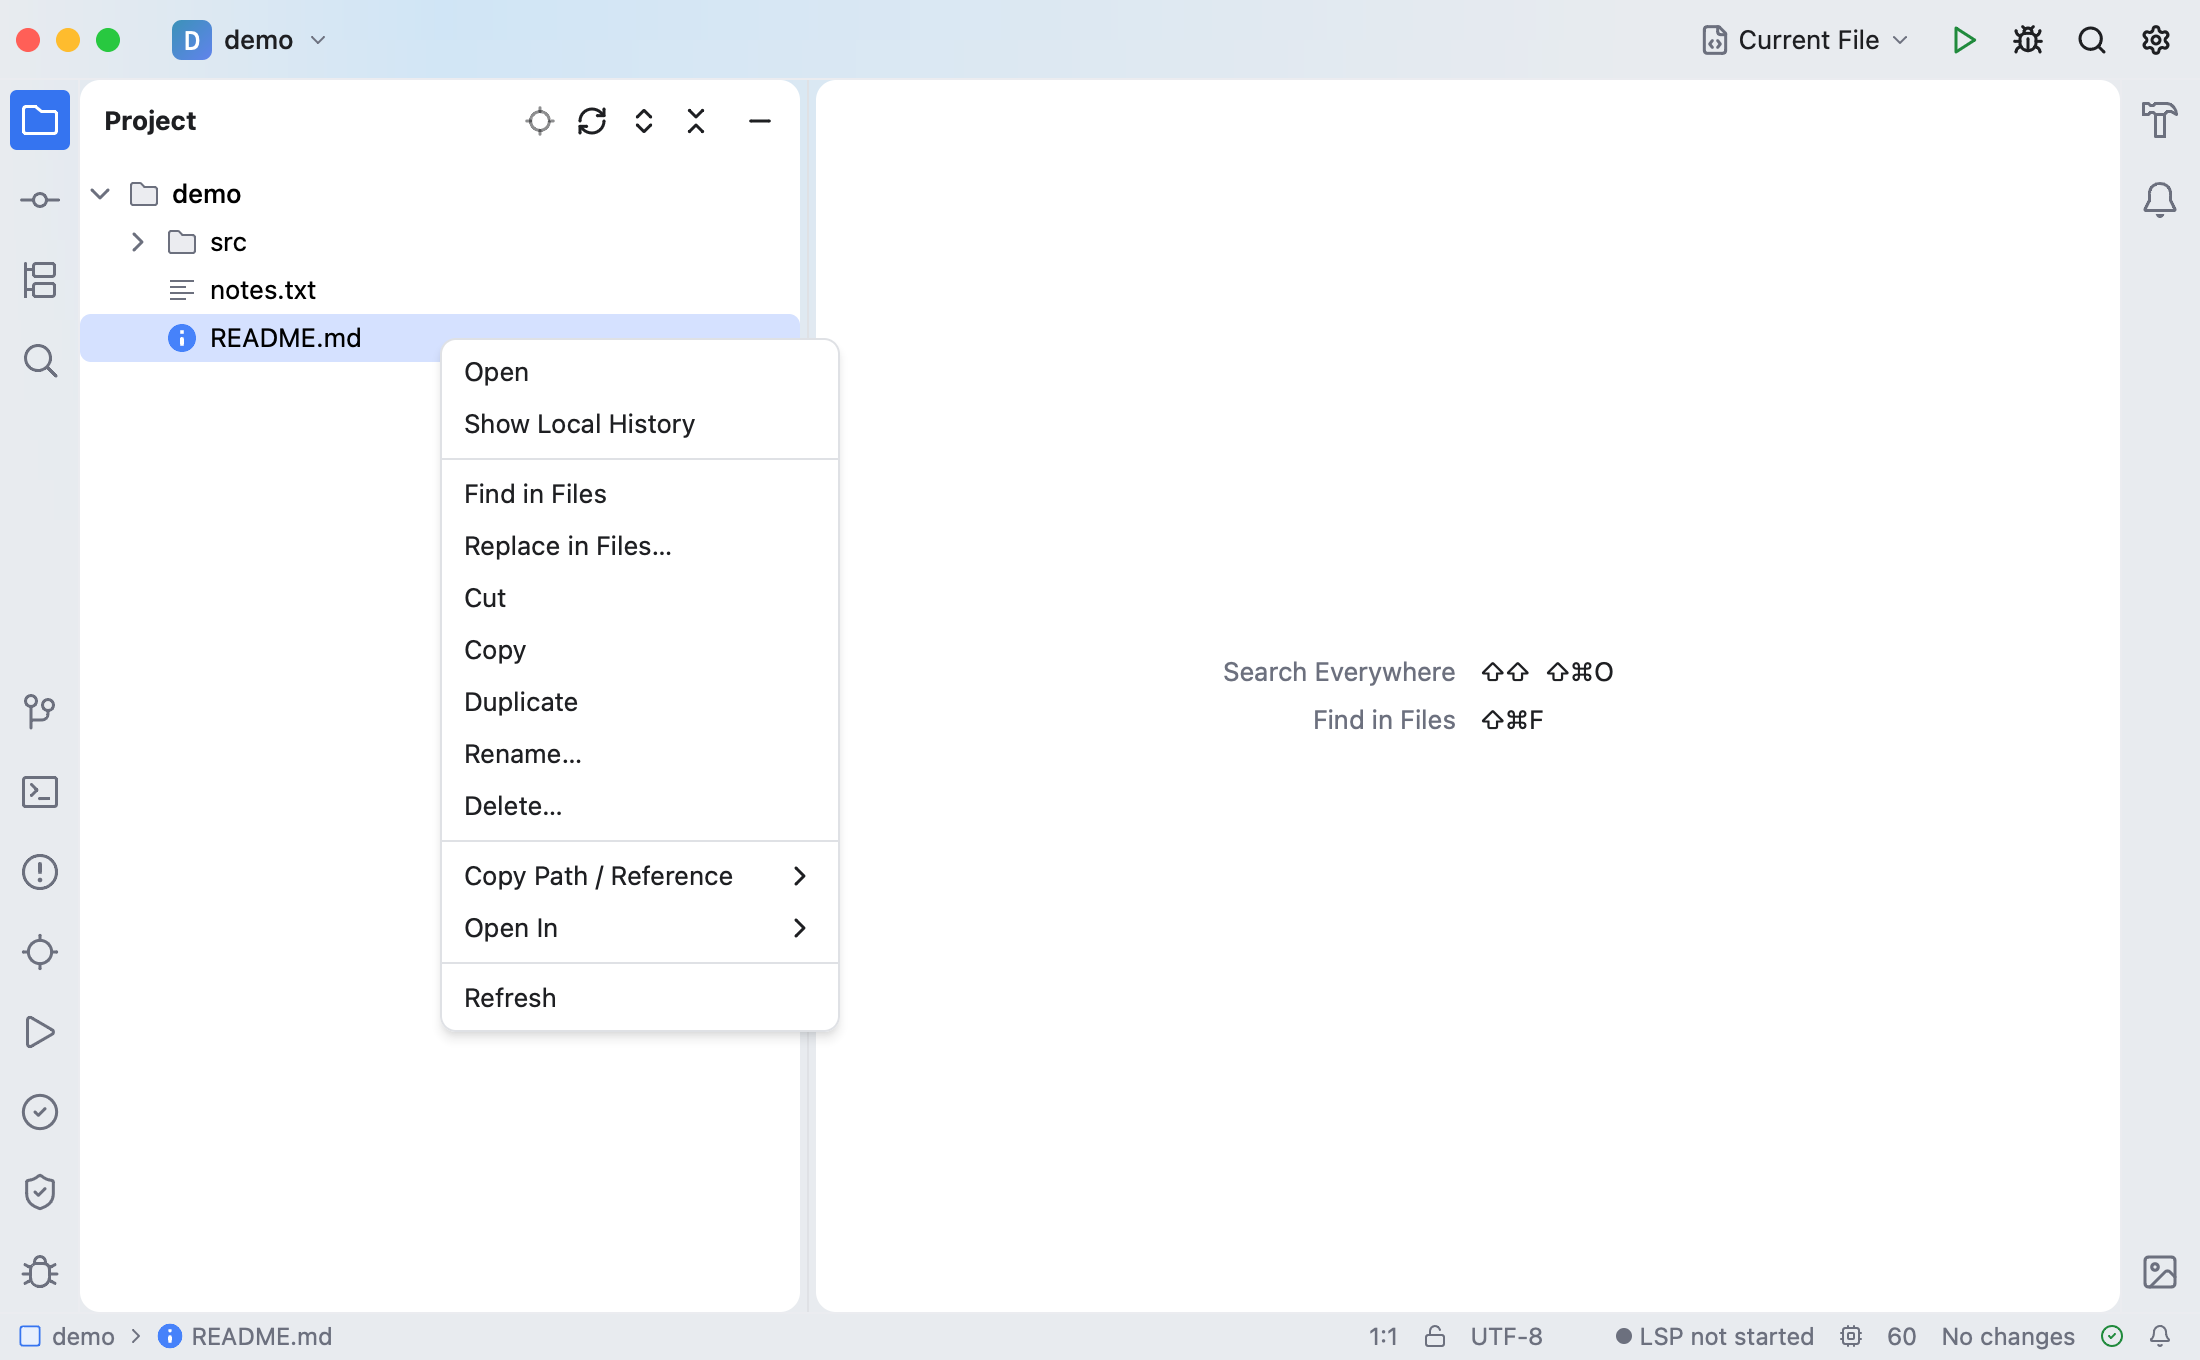 D demo
Current File
Project
demo
src
notes.txt
README.md
Open
Show Local History
Find in Files
Replace in Files...
Cut
Copy
Duplicate
Rename...
Delete...
Copy Path / Reference
Open In
Refresh
Search Everywhere ⇧⇧ ⇧⌘O
Find in Files ⇧⌘F
demo README.md 1:1 UTF-8 LSP not started 60 No changes